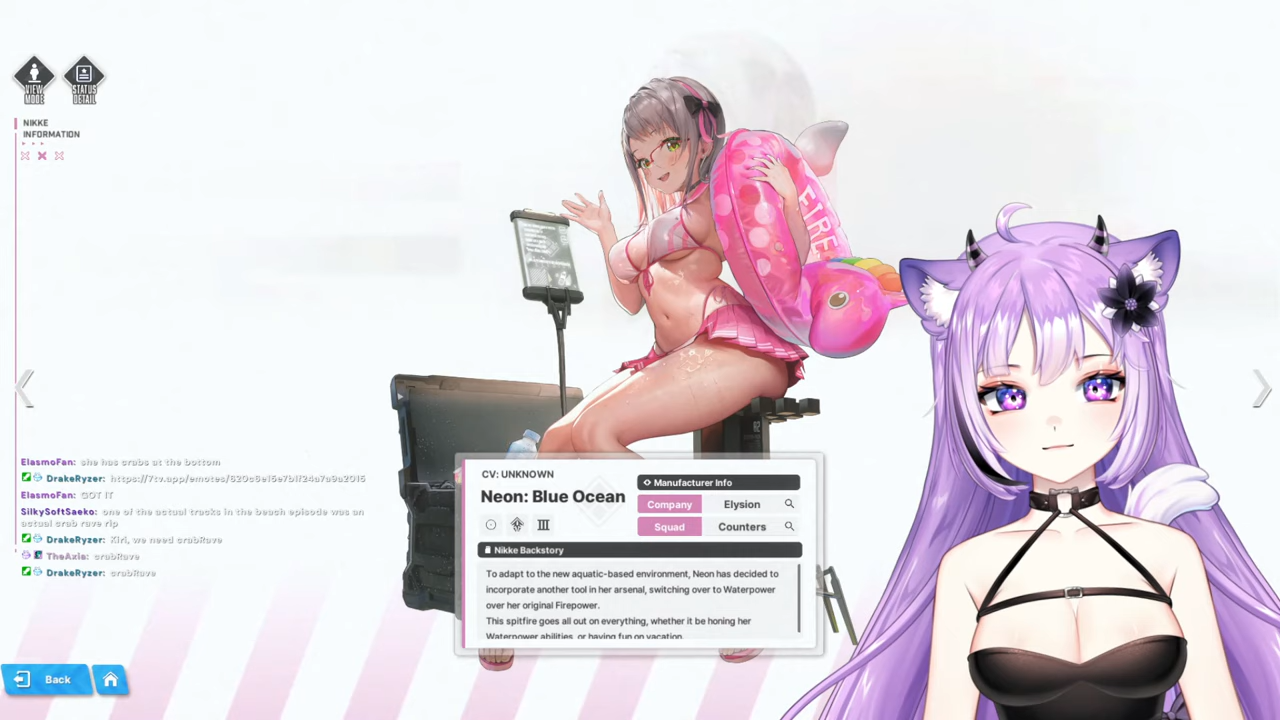 VIEW
MODE
STATUS
DETAIL
NIKKE
INFORMATION
FIRE
ElasmoFan: she has crabs at the bottom
DrakeRyzer: https://7tv.app/emotes/620c8e15e7b1f24a7a9a2015
ElasmoFan: GOT IT
SilkySoftSaeko: one of the actual tracks in the beach episode was an
actual crab rave rip
DrakeRyzer: Kiri, we need crabRave
TheAxia: crabRave
DrakeRyzer: crabRave
CV: UNKNOWN
Neon: Blue Ocean
Manufacturer Info
Company Elysion
Squad Counters
Nikke Backstory
To adapt to the new aquatic-based environment, Neon has decided to
incorporate another tool in her arsenal, switching over to Waterpower
over her original Firepower.
This spitfire goes all out on everything, whether it be honing her
Waterpower abilities, or having fun on vacation.
Back